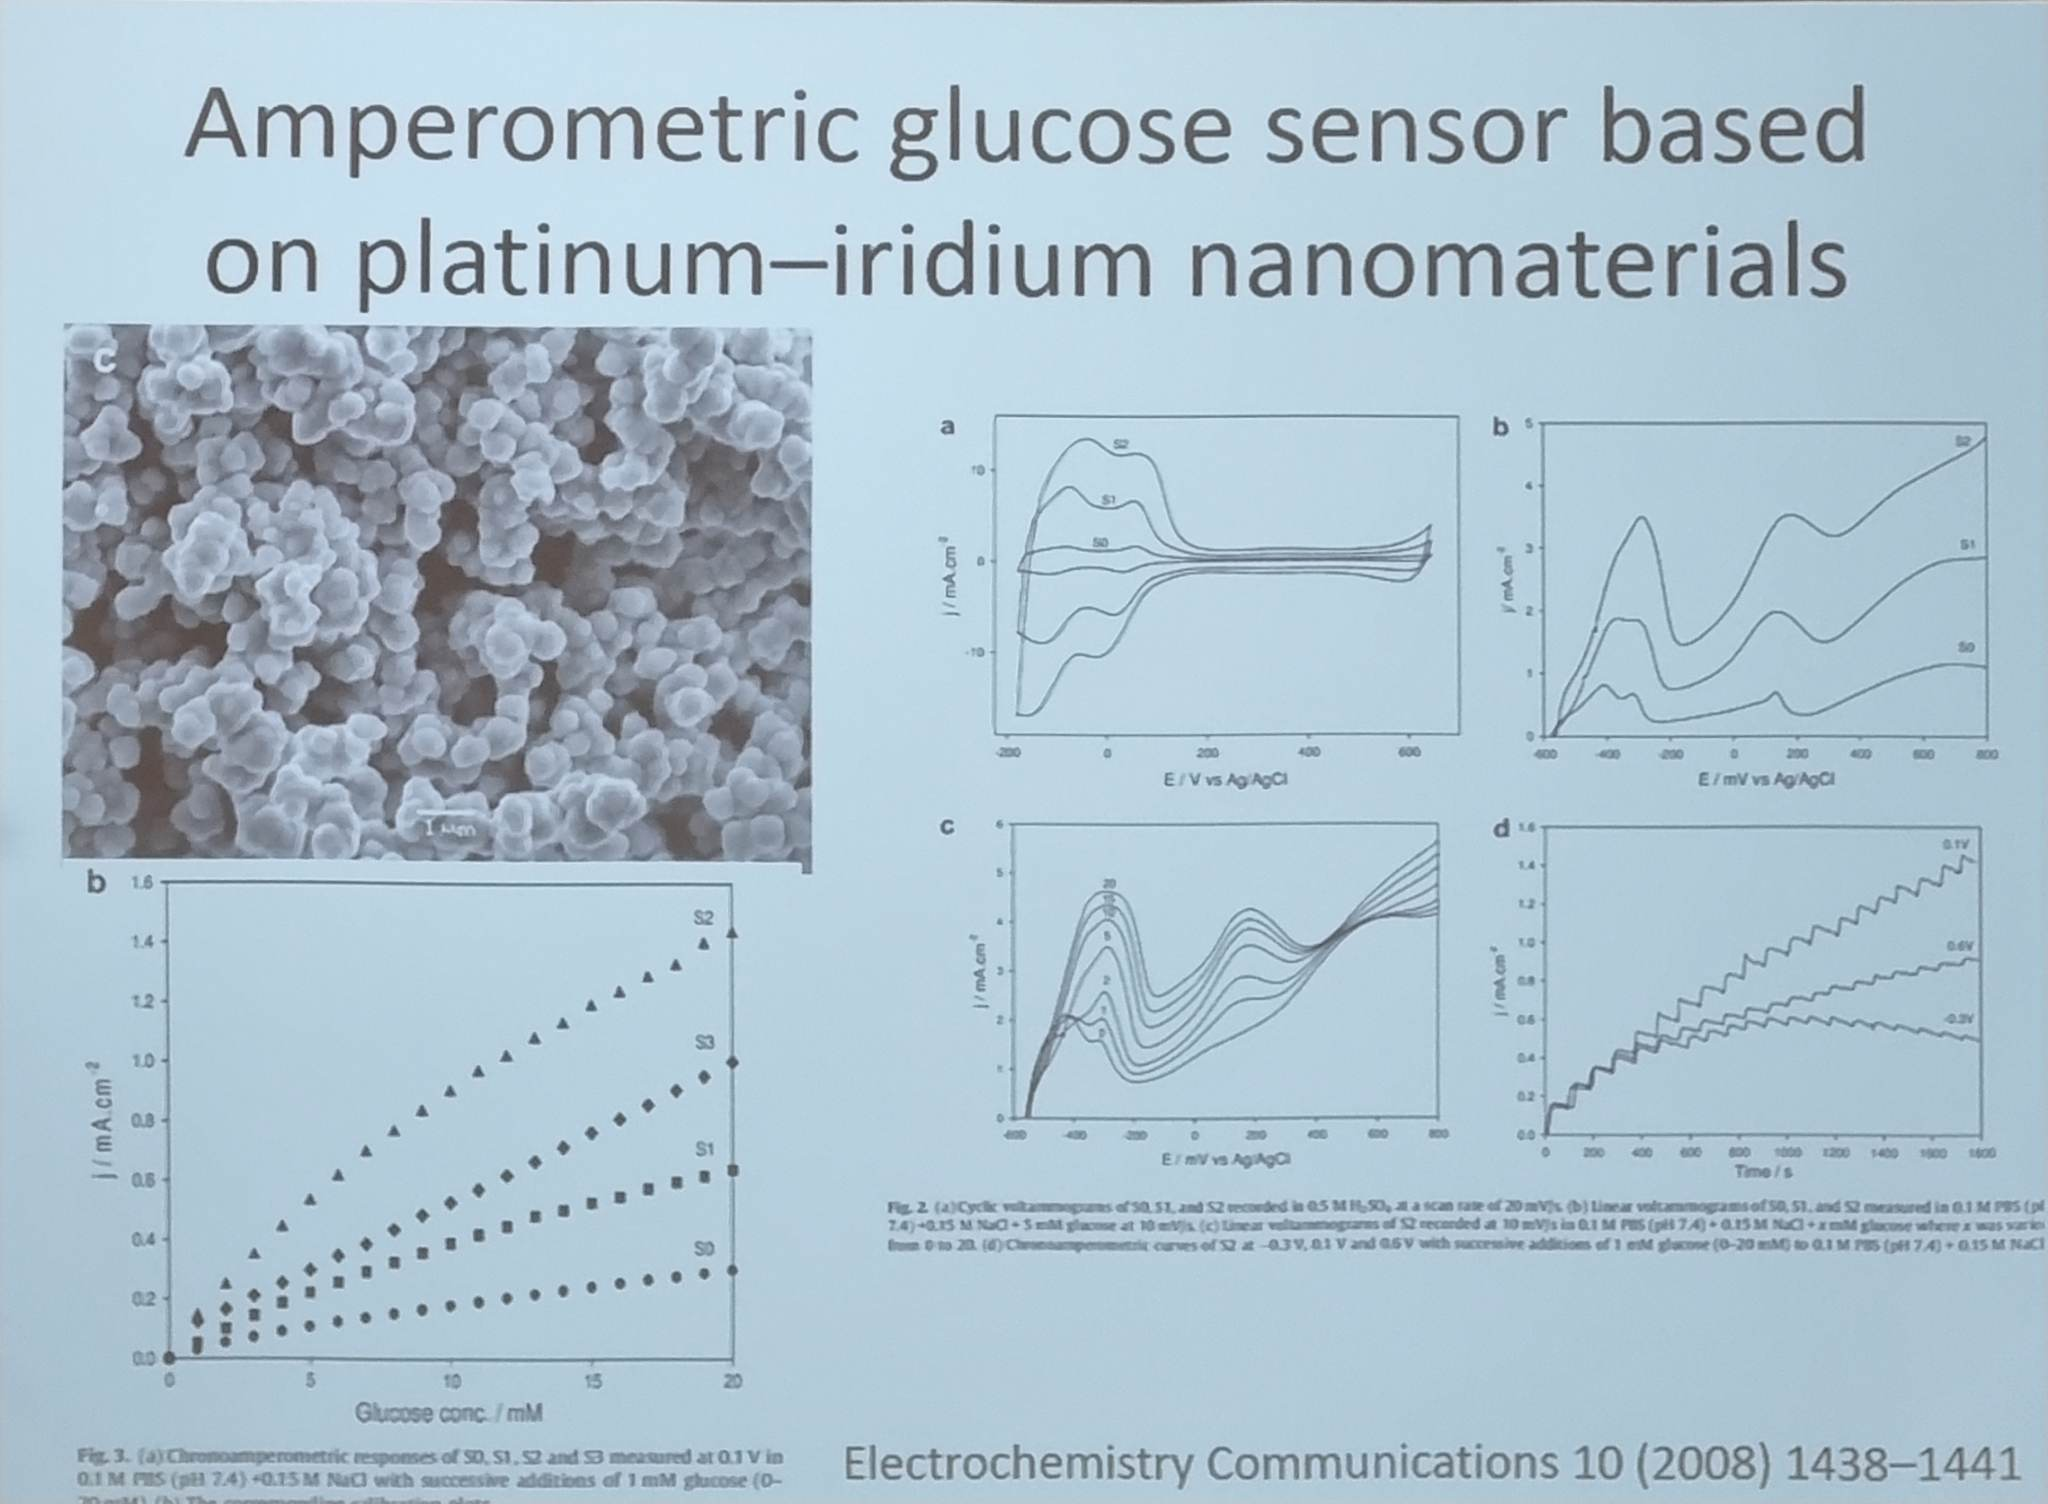 Amperometric glucose sensor based
on platinum–iridium nanomaterials
c
1 μm
b
1.6
1.4
1.2
1.0
0.8
0.6
0.4
0.2
0.0
j / mA.cm-2
S2
S3
S1
S0
0 5 10 15 20
Glucose conc. / mM
Fig. 3. (a) Chronoamperometric responses of S0, S1, S2 and S3 measured at 0.1 V in
0.1 M PBS (pH 7.4) +0.15 M NaCl with successive additions of 1 mM glucose (0–
20 mM). (b) The corresponding calibration plots.
a
10
0
-10
j / mA.cm-2
S2
S1
S0
-200 0 200 400 600
E / V vs Ag/AgCl
b
5
4
3
2
1
0
j/ mA.cm-2
S2
S1
S0
-600 -400 -200 0 200 400 600 800
E / mV vs Ag/AgCl
c
6
5
4
3
2
1
0
j / mA.cm-2
20
5
2
0
-600 -400 -200 0 200 400 600 800
E / mV vs Ag/AgCl
d
1.6
1.4
1.2
1.0
0.8
0.6
0.4
0.2
0.0
j / mA.cm-2
0.1V
0.6V
-0.3V
0 200 400 600 800 1000 1200 1400 1600 1800
Time / s
Fig. 2. (a) Cyclic voltammograms of S0, S1, and S2 recorded in 0.5 M H2SO4 at a scan rate of 20 mV/s. (b) Linear voltammograms of S0, S1, and S2 measured in 0.1 M PBS (pH
7.4) +0.15 M NaCl + 5 mM glucose at 10 mV/s. (c) Linear voltammograms of S2 recorded at 10 mV/s in 0.1 M PBS (pH 7.4) + 0.15 M NaCl + x mM glucose where x was varie
from 0 to 20. (d) Chronoamperometric curves of S2 at −0.3 V, 0.1 V and 0.6 V with successive additions of 1 mM glucose (0–20 mM) to 0.1 M PBS (pH 7.4) + 0.15 M NaCl
Electrochemistry Communications 10 (2008) 1438–1441